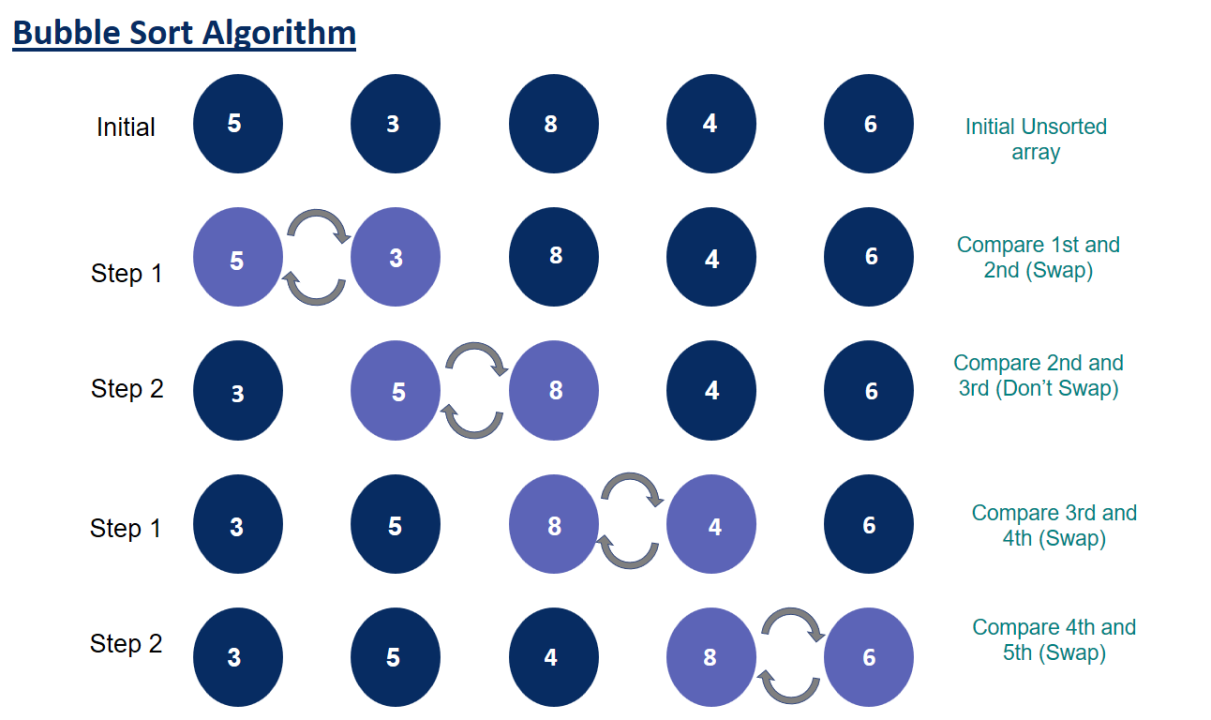 Bubble Sort Algorithm
Initial 5 3 8 4 6 Initial Unsorted
array
Step 1 5 3 8 4 6 Compare 1st and
2nd (Swap)
Step 2 3 5 8 4 6 Compare 2nd and
3rd (Don't Swap)
Step 1 3 5 8 4 6 Compare 3rd and
4th (Swap)
Step 2 3 5 4 8 6 Compare 4th and
5th (Swap)